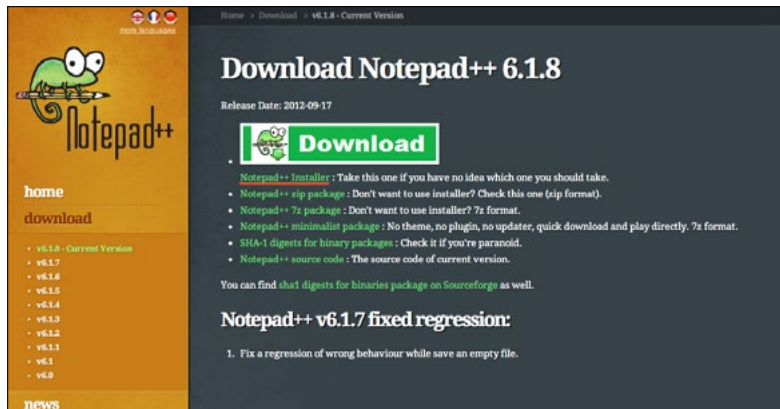 more languages
Notepad++
home
download
v6.1.8 - Current Version
v6.1.7
v6.1.6
v6.1.5
v6.1.4
v6.1.3
v6.1.2
v6.1.1
v6.1
v6.0
news
Home > Download > v6.1.8 - Current Version
Download Notepad++ 6.1.8
Release Date: 2012-09-17
Download
Notepad++ Installer : Take this one if you have no idea which one you should take.
Notepad++ zip package : Don't want to use installer? Check this one (zip format).
Notepad++ 7z package : Don't want to use installer? 7z format.
Notepad++ minimalist package : No theme, no plugin, no updater, quick download and play directly. 7z format.
SHA-1 digests for binary packages : Check it if you're paranoid.
Notepad++ source code : The source code of current version.
You can find sha1 digests for binaries package on Sourceforge as well.
Notepad++ v6.1.7 fixed regression:
1. Fix a regression of wrong behaviour while save an empty file.